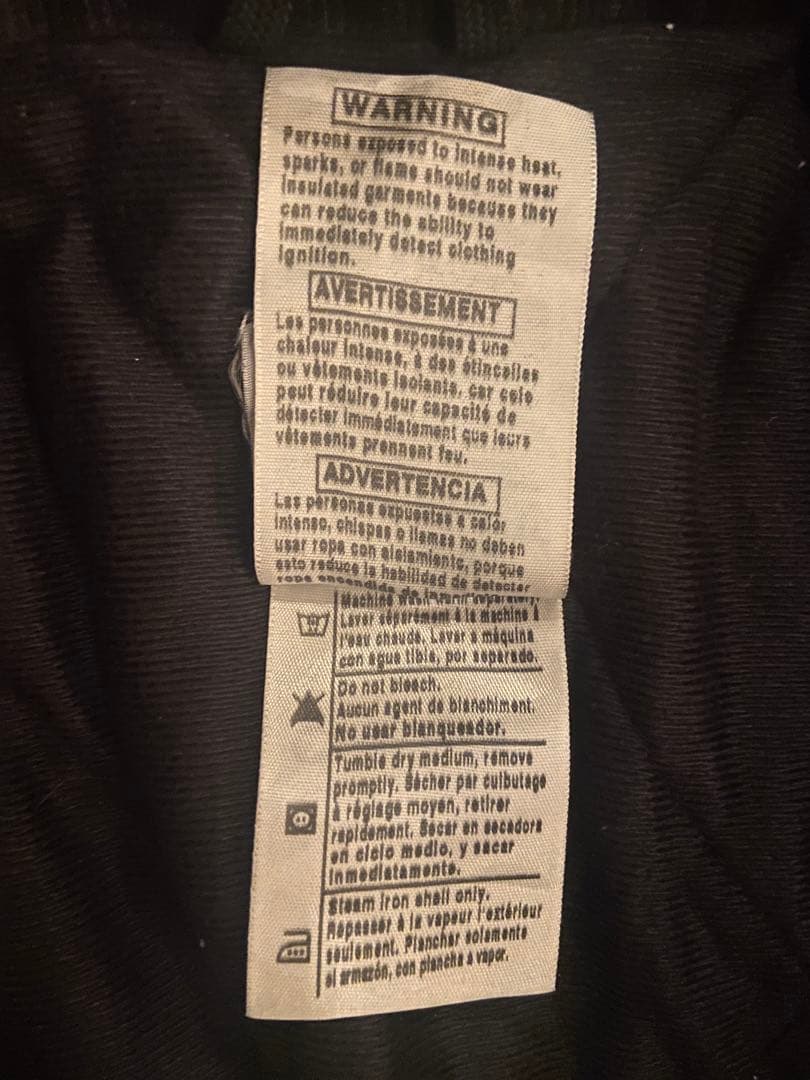 WARNING
Persons exposed to intense heat,
sparks, or flame should not wear
insulated garments because they
can reduce the ability to
immediately detect clothing
ignition.
AVERTISSEMENT
Les personnes exposées à une
chaleur intense, à des étincelles
ou vêtements isolants, car cela
peut réduire leur capacité de
détecter immédiatement que leurs
vêtements prennent feu.
ADVERTENCIA
Las personas expuestas a calor
intenso, chispas o llamas no deben
usar ropa con aislamiento, porque
esto reduce la habilidad de detectar
ropa encendida de
Machine
Laver séparément à la machine à
l'eau chaude. Lavar a máquina
con agua tibia, por separado.
Do not bleach.
Aucun agent de blanchiment.
No usar blanqueador.
Tumble dry medium, remove
promptly. Sécher par culbutage
à réglage moyen, retirer
rapidement. Secar en secadora
en ciclo medio, y sacar
inmediatamente.
Steam iron shell only.
Repasser à la vapeur l'extérieur
seulement. Planchar solamente
el armazón, con plancha a vapor.